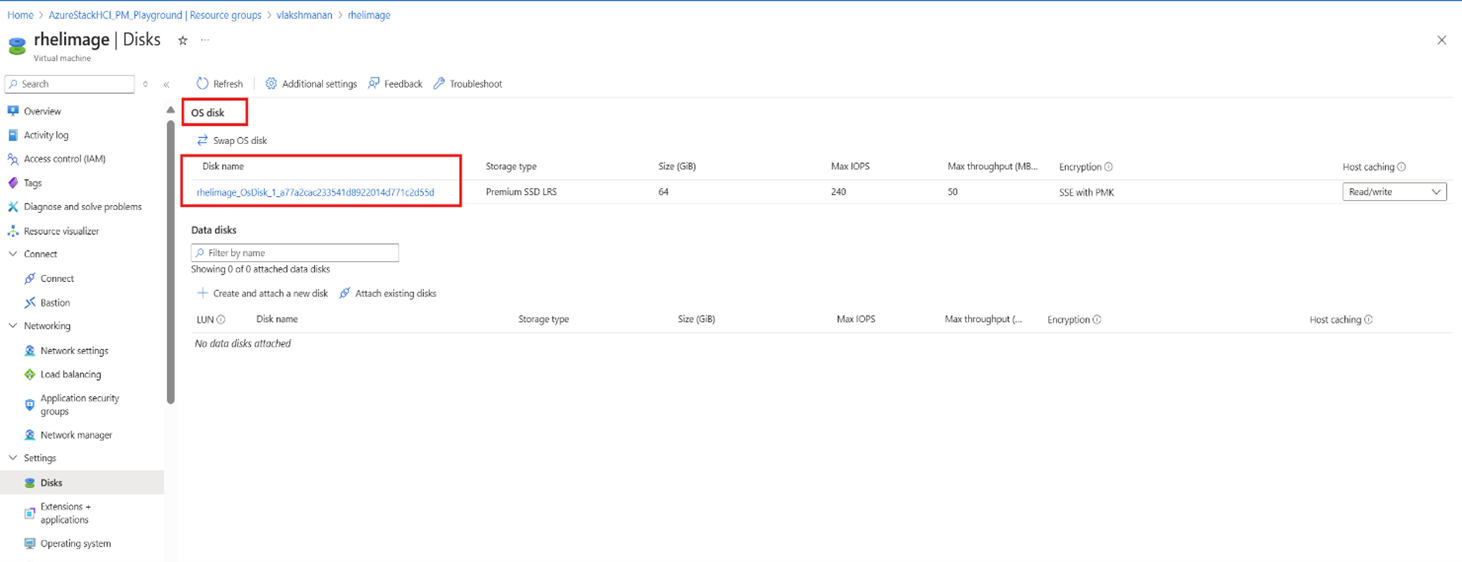 Home > AzureStackHCI_PM_Playground | Resource groups > vlakshmanan > rhelimage
rhelimage | Disks
Virtual machine
Search
Refresh
Additional settings
Feedback
Troubleshoot
Overview
Activity log
Access control (IAM)
Tags
Diagnose and solve problems
Resource visualizer
Connect
Connect
Bastion
Networking
Network settings
Load balancing
Application security
groups
Network manager
Settings
Disks
Extensions +
applications
Operating system
OS disk
Swap OS disk
Disk name Storage type Size (GiB) Max IOPS Max throughput (MB... Encryption Host caching
rhelimage_OsDisk_1_a77a2cac233541d8922014d771c2d55d Premium SSD LRS 64 240 50 SSE with PMK Read/write
Data disks
Filter by name
Showing 0 of 0 attached data disks
Create and attach a new disk Attach existing disks
LUN Disk name Storage type Size (GiB) Max IOPS Max throughput (... Encryption Host caching
No data disks attached